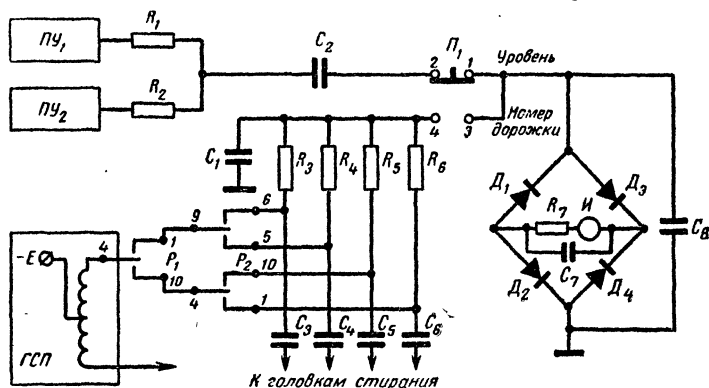 ПУ₁
R₁
ПУ₂
R₂
C₂
П₁
2 1
Уровень
4 3
Номер дорожки
C₁
R₃ R₄ R₅ R₆
Д₁ Д₃
R₇ И
C₇
Д₂ Д₄
C₈
-E
4
1
P₁
10
9
4
6
5
P₂ 10
1
C₃ C₄ C₅ C₆
ГСП
К головкам стирания